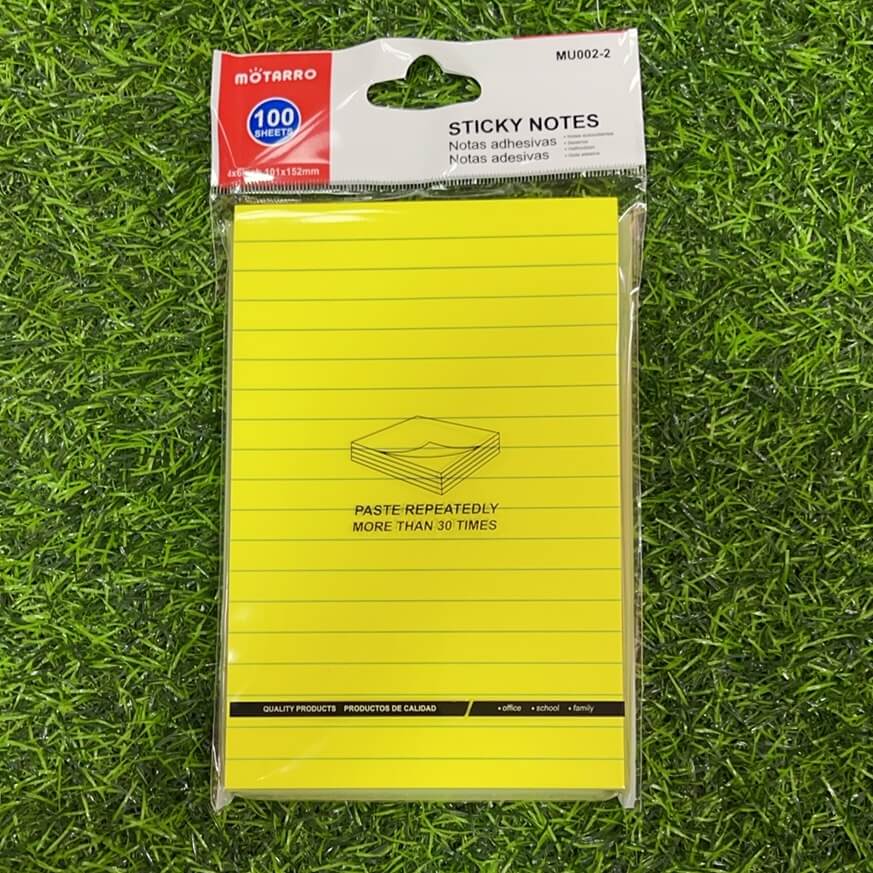 MOTARRO
MU002-2
100
SHEETS
STICKY NOTES
Notas adhesivas
Notas adesivas
101x152mm
PASTE REPEATEDLY
MORE THAN 30 TIMES
QUALITY PRODUCTS PRODUCTOS DE CALIDAD • office • school • family